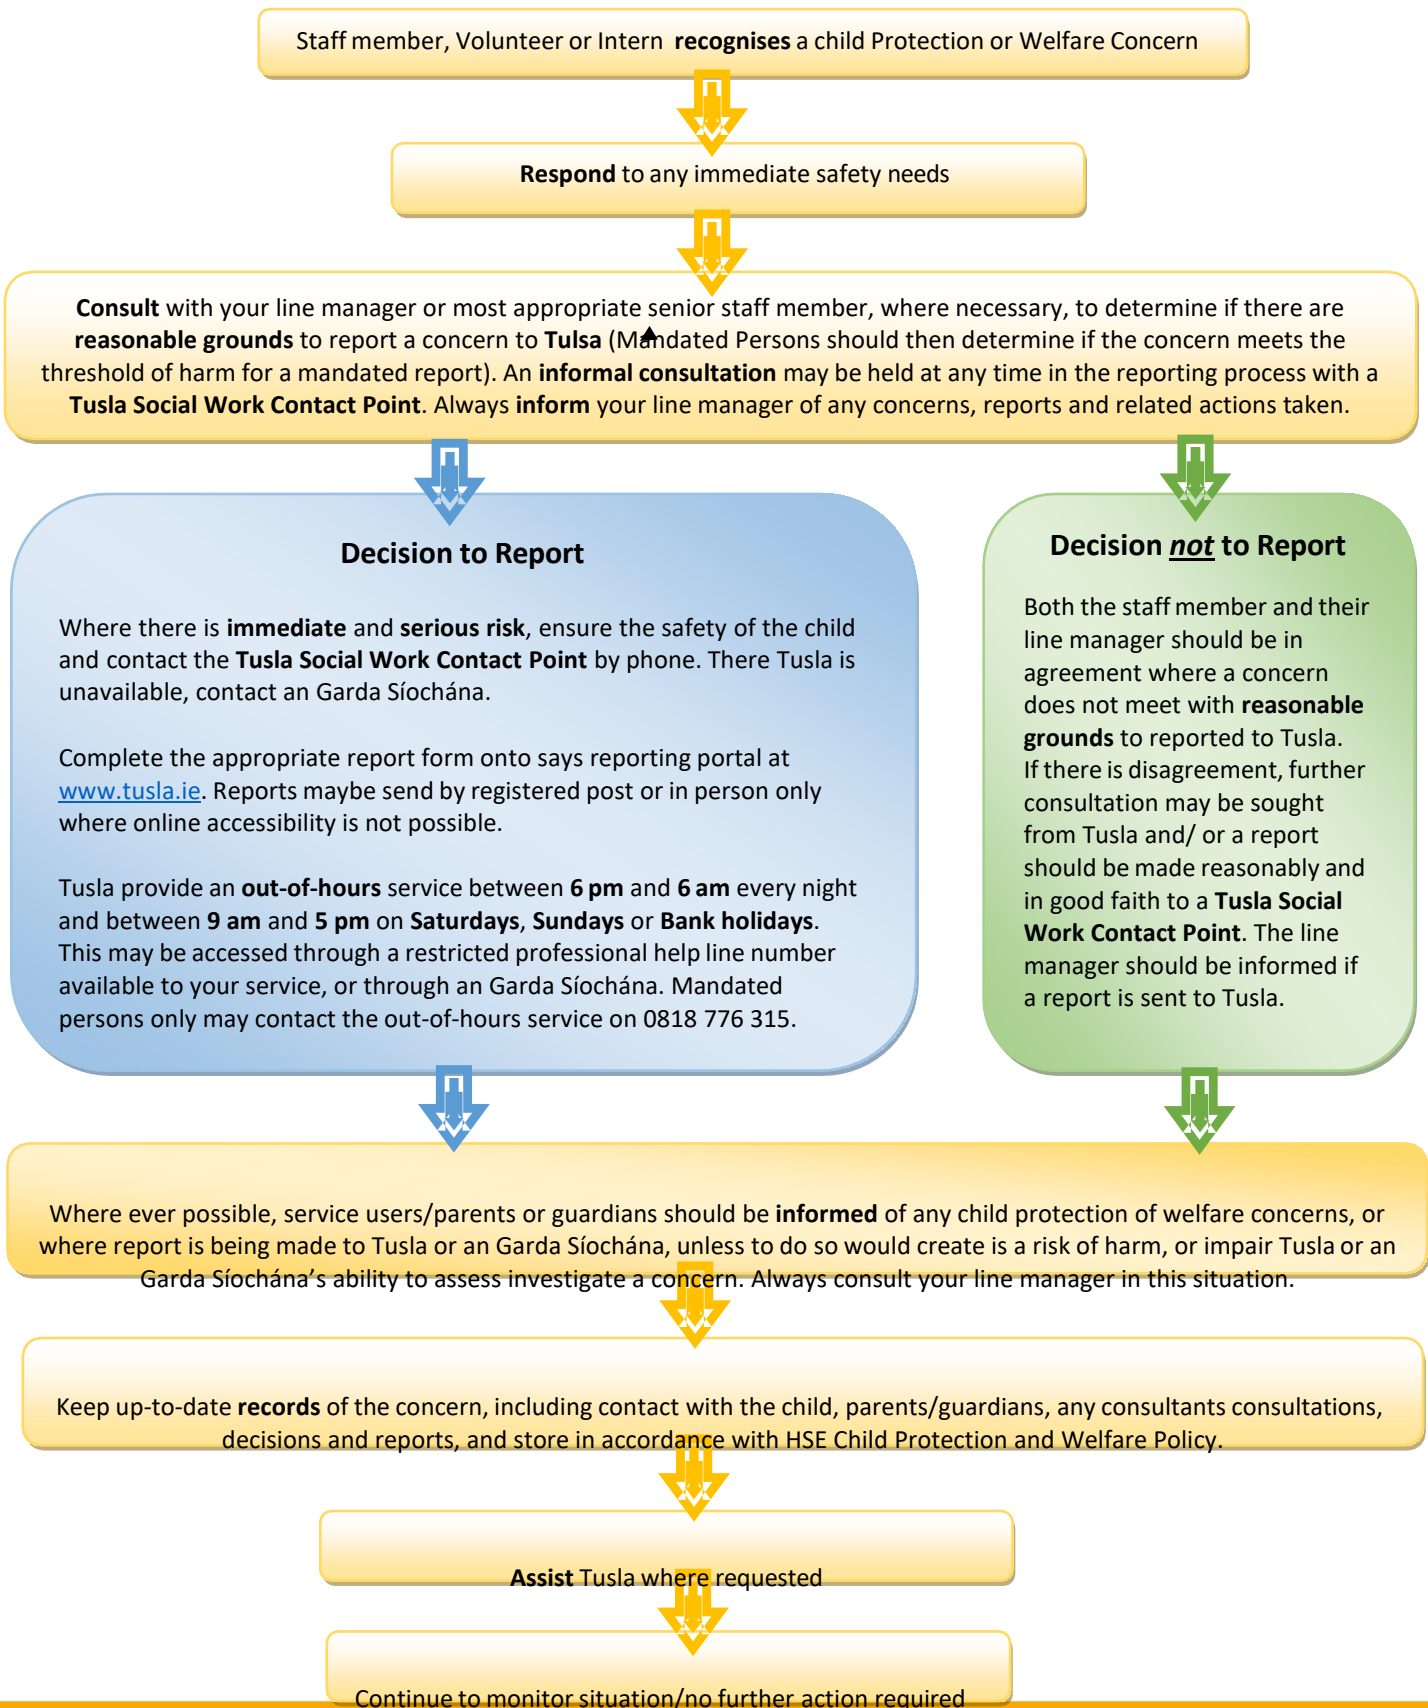 Staff member, Volunteer or Intern recognises a child Protection or Welfare Concern
Respond to any immediate safety needs
Consult with your line manager or most appropriate senior staff member, where necessary, to determine if there are
reasonable grounds to report a concern to Tulsa (Mandated Persons should then determine if the concern meets the
threshold of harm for a mandated report). An informal consultation may be held at any time in the reporting process with a
Tusla Social Work Contact Point. Always inform your line manager of any concerns, reports and related actions taken.
Decision to Report
Where there is immediate and serious risk, ensure the safety of the child
and contact the Tusla Social Work Contact Point by phone. There Tusla is
unavailable, contact an Garda Síochána.
Complete the appropriate report form onto says reporting portal at
www.tusla.ie. Reports maybe send by registered post or in person only
where online accessibility is not possible.
Tusla provide an out-of-hours service between 6 pm and 6 am every night
and between 9 am and 5 pm on Saturdays, Sundays or Bank holidays.
This may be accessed through a restricted professional help line number
available to your service, or through an Garda Síochána. Mandated
persons only may contact the out-of-hours service on 0818 776 315.
Decision not to Report
Both the staff member and their
line manager should be in
agreement where a concern
does not meet with reasonable
grounds to reported to Tusla.
If there is disagreement, further
consultation may be sought
from Tusla and/ or a report
should be made reasonably and
in good faith to a Tusla Social
Work Contact Point. The line
manager should be informed if
a report is sent to Tusla.
Where ever possible, service users/parents or guardians should be informed of any child protection of welfare concerns, or
where report is being made to Tusla or an Garda Síochána, unless to do so would create is a risk of harm, or impair Tusla or an
Garda Síochána’s ability to assess investigate a concern. Always consult your line manager in this situation.
Keep up-to-date records of the concern, including contact with the child, parents/guardians, any consultants consultations,
decisions and reports, and store in accordance with HSE Child Protection and Welfare Policy.
Assist Tusla where requested
Continue to monitor situation/no further action required